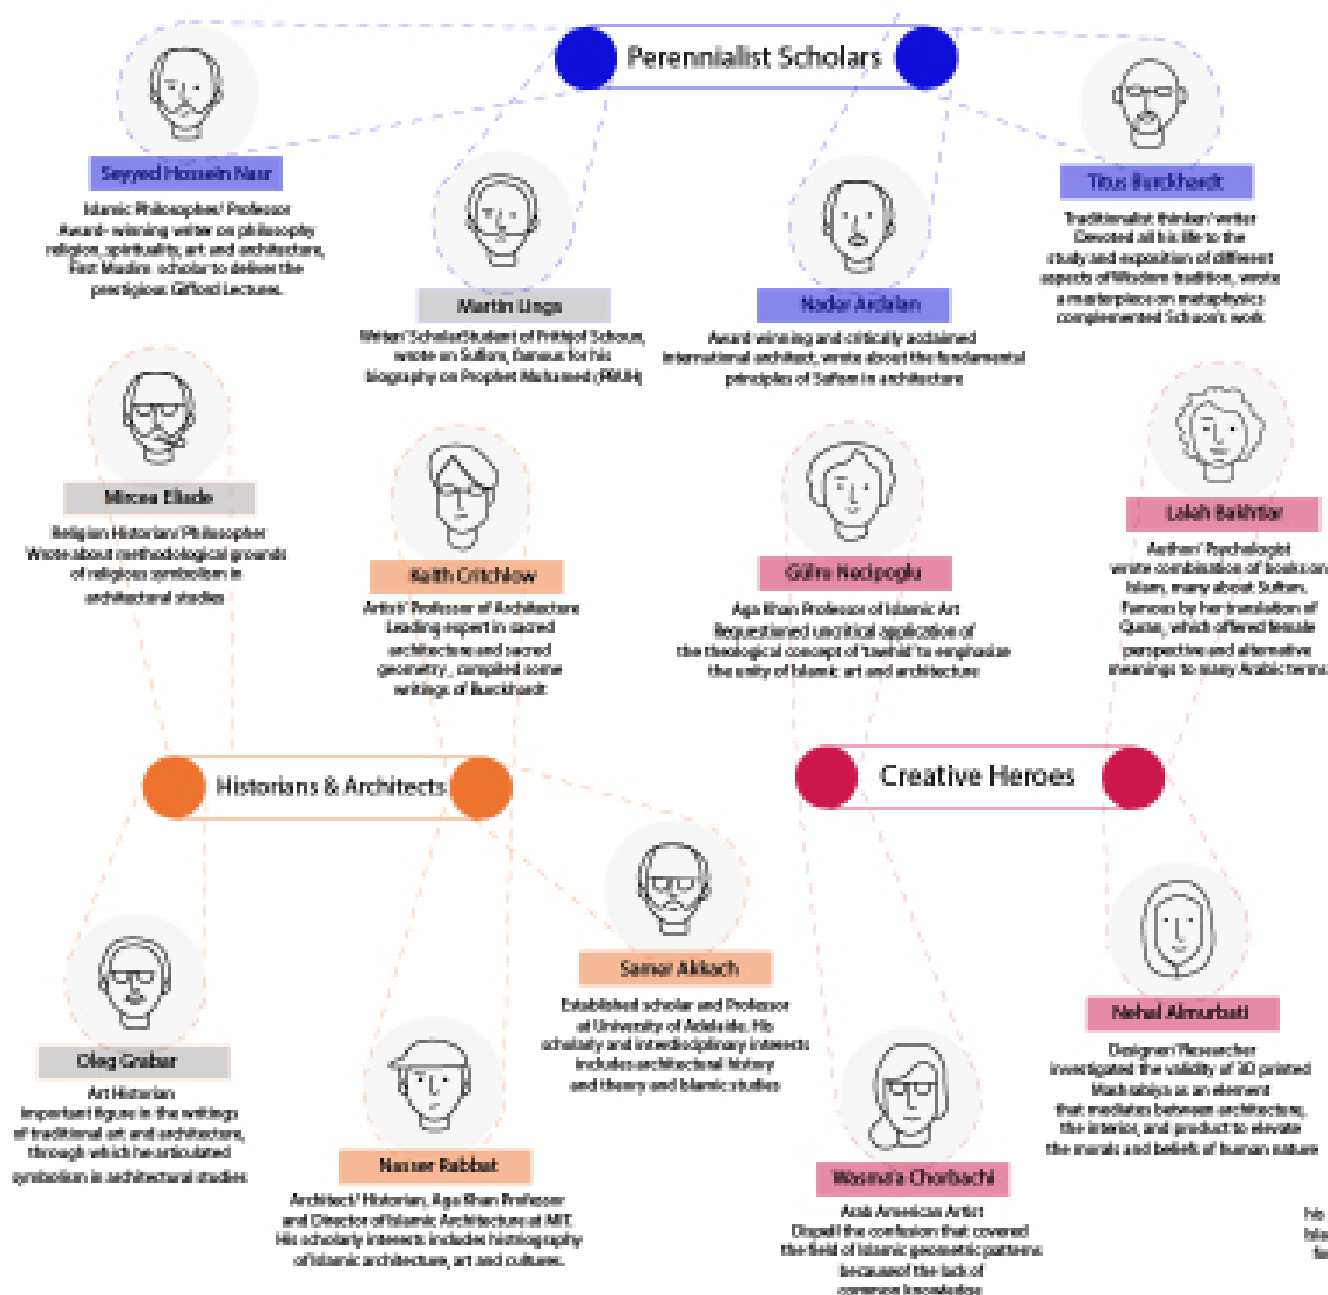 Perennialist Scholars
Seyyed Hossein Nasr
Islamic Philosopher/ Professor
Award- winning writer on philosophy
religion, spirituality, art and architecture,
First Muslim scholar to deliver the
prestigious Gifford Lectures.
Martin Lings
Writer/ Scholar/Student of Frithjof Schoun,
wrote on Sufism, famous for his
biography on Prophet Muhamed (PBUH)
Nader Ardalan
Award-winning and critically acclaimed
international architect, wrote about the fundamental
principles of Sufism in architecture
Titus Burckhardt
Traditionalist thinker/ writer
Devoted all his life to the
study and exposition of different
aspects of Wisdom tradition, wrote
a masterpiece on metaphysics
complemented Schuon's work
Mircea Eliade
Religion Historian/ Philosopher
Wrote about methodological grounds
of religious symbolism in
architectural studies
Keith Critchlow
Artist/ Professor of Architecture
Leading expert in sacred
architecture and sacred
geometry, compiled some
writings of Burckhardt
Gülru Necipoglu
Aga Khan Professor of Islamic Art
Requestioned uncritical application of
the theological concept of 'tawhid' to emphasize
the unity of Islamic art and architecture
Laleh Bakhtiar
Author/ Psychologist
wrote combination of books on
Islam, many about Sufism.
Famous by her translation of
Quran, which offered female
perspective and alternative
meanings to many Arabic terms
Historians & Architects
Creative Heroes
Oleg Grabar
Art Historian
important figure in the writings
of traditional art and architecture,
through which he articulated
symbolism in architectural studies
Nasser Rabbat
Architect/ Historian, Aga Khan Professor
and Director of Islamic Architecture at MIT.
His scholarly interests includes histriography
of Islamic architecture, art and cultures.
Samer Akkach
Established scholar and Professor
at University of Adelaide. His
scholarly and interdisciplinary interests
includes architectural history
and theory and Islamic studies
Wasma'a Chorbachi
Arab American Artist
Dispell the confusion that covered
the field of Islamic geometric patterns
because of the lack of
common knowledge
Nehal Almurbati
Designer/ Researcher
investigated the validity of 3D printed
Mashrabiya as an element
that mediates between architecture,
the interior, and product to elevate
the morals and beliefs of human nature